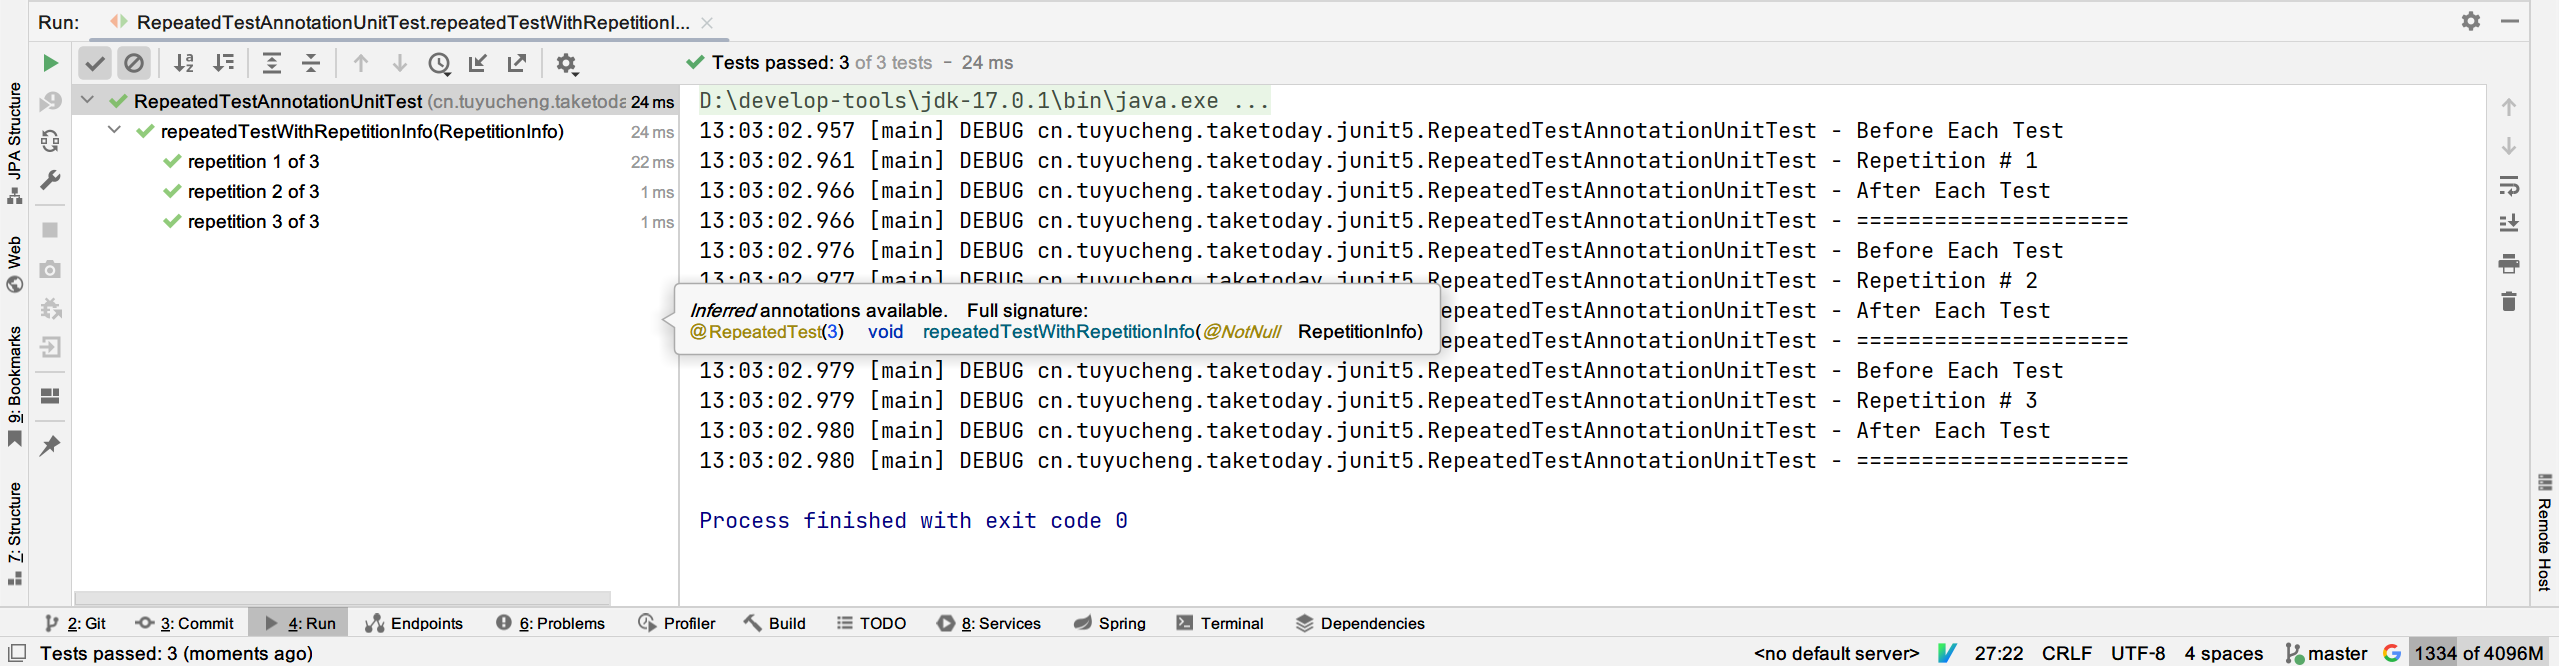 Run: RepeatedTestAnnotationUnitTest.repeatedTestWithRepetitionI...
Tests passed: 3 of 3 tests – 24 ms
JPA Structure
Web
9: Bookmarks
7: Structure
RepeatedTestAnnotationUnitTest (cn.tuyucheng.taketoda 24 ms
repeatedTestWithRepetitionInfo(RepetitionInfo) 24 ms
repetition 1 of 3 22 ms
repetition 2 of 3 1 ms
repetition 3 of 3 1 ms
D:\develop-tools\jdk-17.0.1\bin\java.exe ...
13:03:02.957 [main] DEBUG cn.tuyucheng.taketoday.junit5.RepeatedTestAnnotationUnitTest - Before Each Test
13:03:02.961 [main] DEBUG cn.tuyucheng.taketoday.junit5.RepeatedTestAnnotationUnitTest - Repetition # 1
13:03:02.966 [main] DEBUG cn.tuyucheng.taketoday.junit5.RepeatedTestAnnotationUnitTest - After Each Test
13:03:02.966 [main] DEBUG cn.tuyucheng.taketoday.junit5.RepeatedTestAnnotationUnitTest - =====================
13:03:02.976 [main] DEBUG cn.tuyucheng.taketoday.junit5.RepeatedTestAnnotationUnitTest - Before Each Test
13:03:02.977 [main] DEBUG cn.tuyucheng.taketoday.junit5.RepeatedTestAnnotationUnitTest - Repetition # 2
epeatedTestAnnotationUnitTest - After Each Test
epeatedTestAnnotationUnitTest - =====================
Inferred annotations available. Full signature:
@RepeatedTest(3) void repeatedTestWithRepetitionInfo(@NotNull RepetitionInfo)
13:03:02.979 [main] DEBUG cn.tuyucheng.taketoday.junit5.RepeatedTestAnnotationUnitTest - Before Each Test
13:03:02.979 [main] DEBUG cn.tuyucheng.taketoday.junit5.RepeatedTestAnnotationUnitTest - Repetition # 3
13:03:02.980 [main] DEBUG cn.tuyucheng.taketoday.junit5.RepeatedTestAnnotationUnitTest - After Each Test
13:03:02.980 [main] DEBUG cn.tuyucheng.taketoday.junit5.RepeatedTestAnnotationUnitTest - =====================
Process finished with exit code 0
Remote Host
2: Git 3: Commit 4: Run Endpoints 6: Problems Profiler Build TODO 8: Services Spring Terminal Dependencies
Tests passed: 3 (moments ago) <no default server> 27:22 CRLF UTF-8 4 spaces master 1334 of 4096M